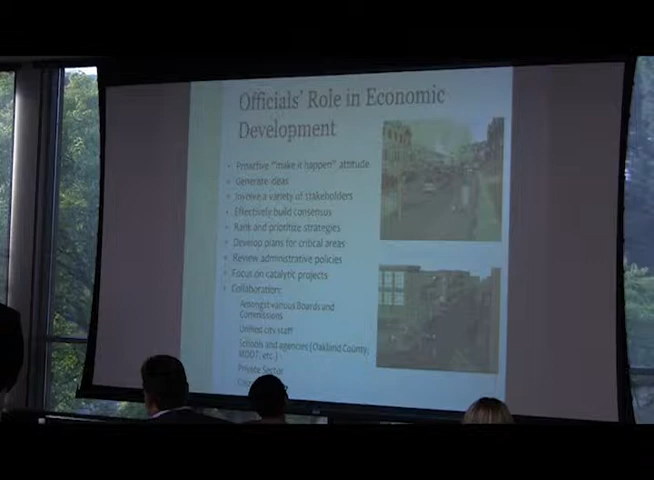 Officials' Role in Economic
Development
• Proactive "make it happen" attitude
• Generate ideas
• Involve a variety of stakeholders
• Effectively build consensus
• Rank and prioritize strategies
• Develop plans for critical areas
• Review administrative policies
• Focus on catalytic projects
• Collaboration:
Amongst various Boards and
Commissions
Unified city staff
Schools and agencies (Oakland County,
MDOT, etc.)
Private Sector